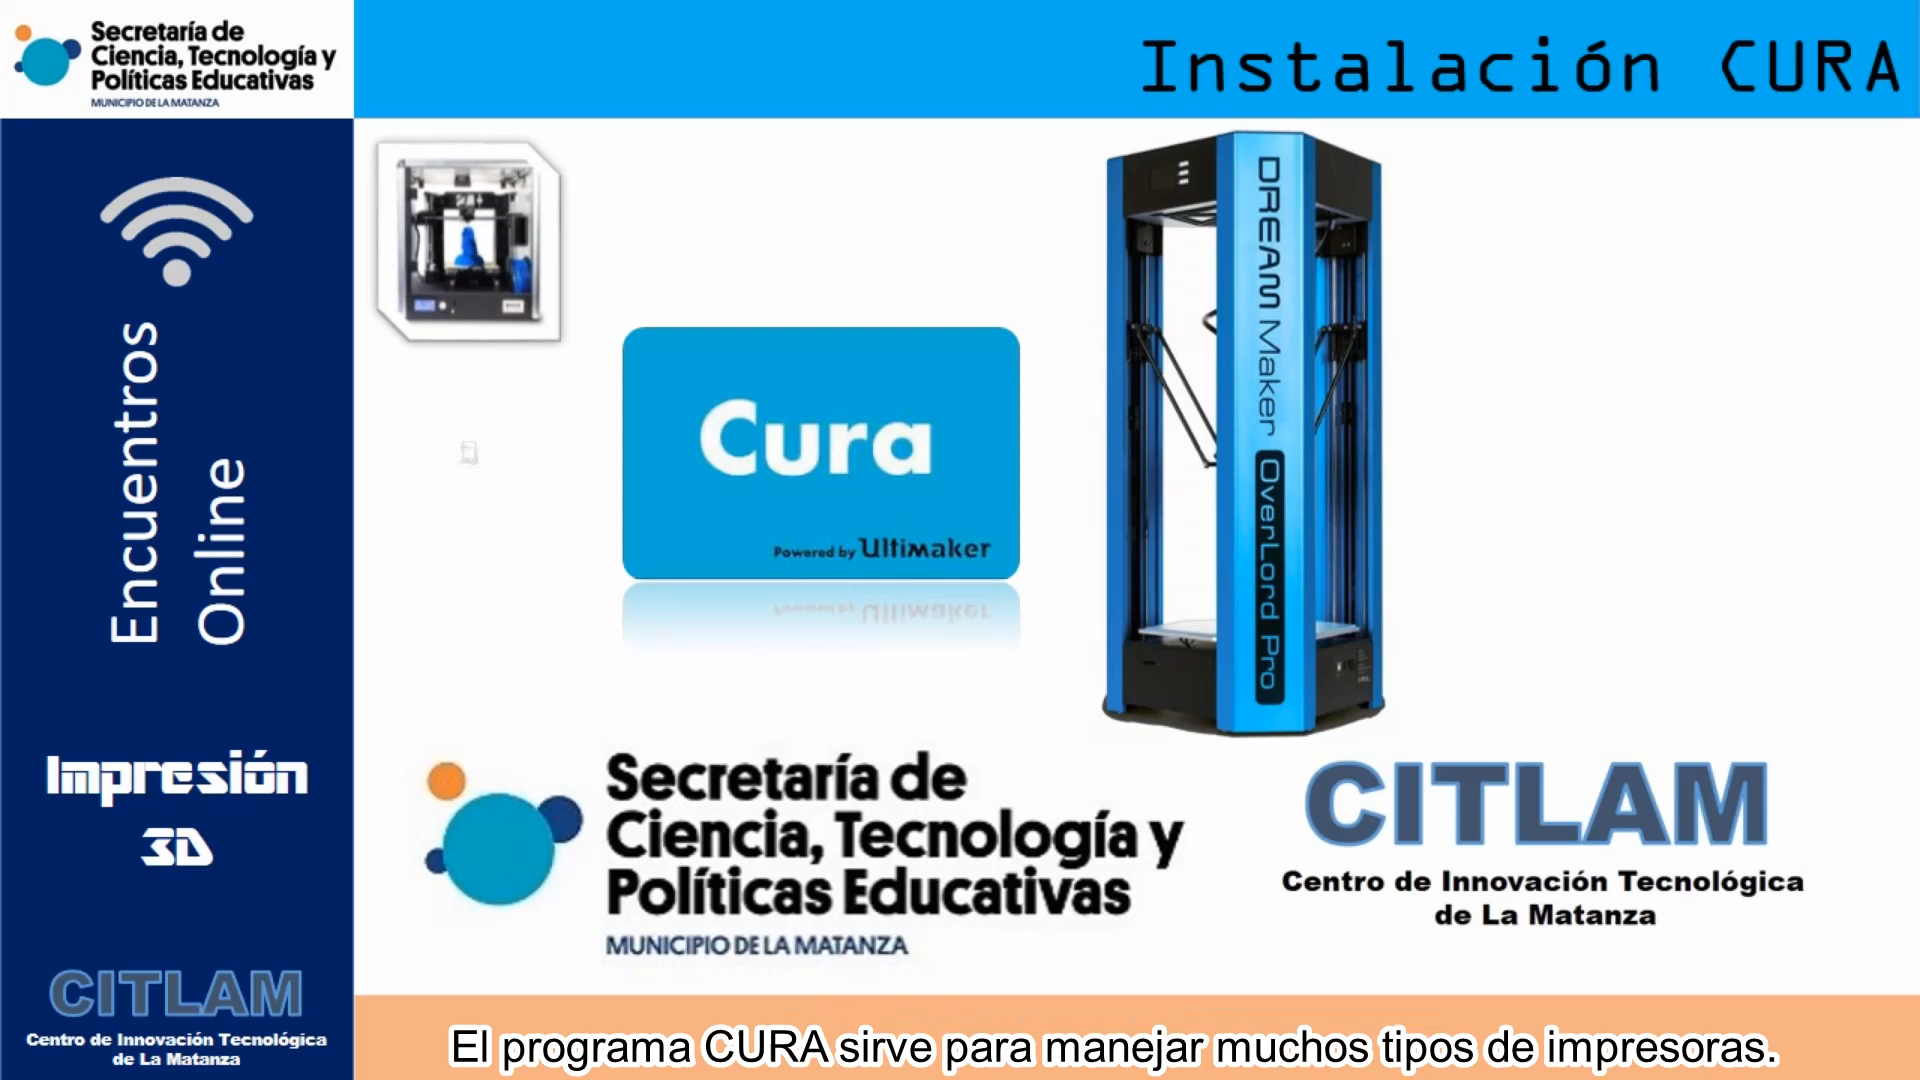 Secretaría de
Ciencia, Tecnología y
Políticas Educativas
MUNICIPIO DE LA MATANZA
Instalación CURA
Encuentros
Online
Impresión
3D
CITLAM
Centro de Innovación Tecnológica
de La Matanza
Cura
Powered by Ultimaker
DREAM Maker OverLord Pro
Secretaría de
Ciencia, Tecnología y
Políticas Educativas
MUNICIPIO DE LA MATANZA
CITLAM
Centro de Innovación Tecnológica
de La Matanza
El programa CURA sirve para manejar muchos tipos de impresoras.